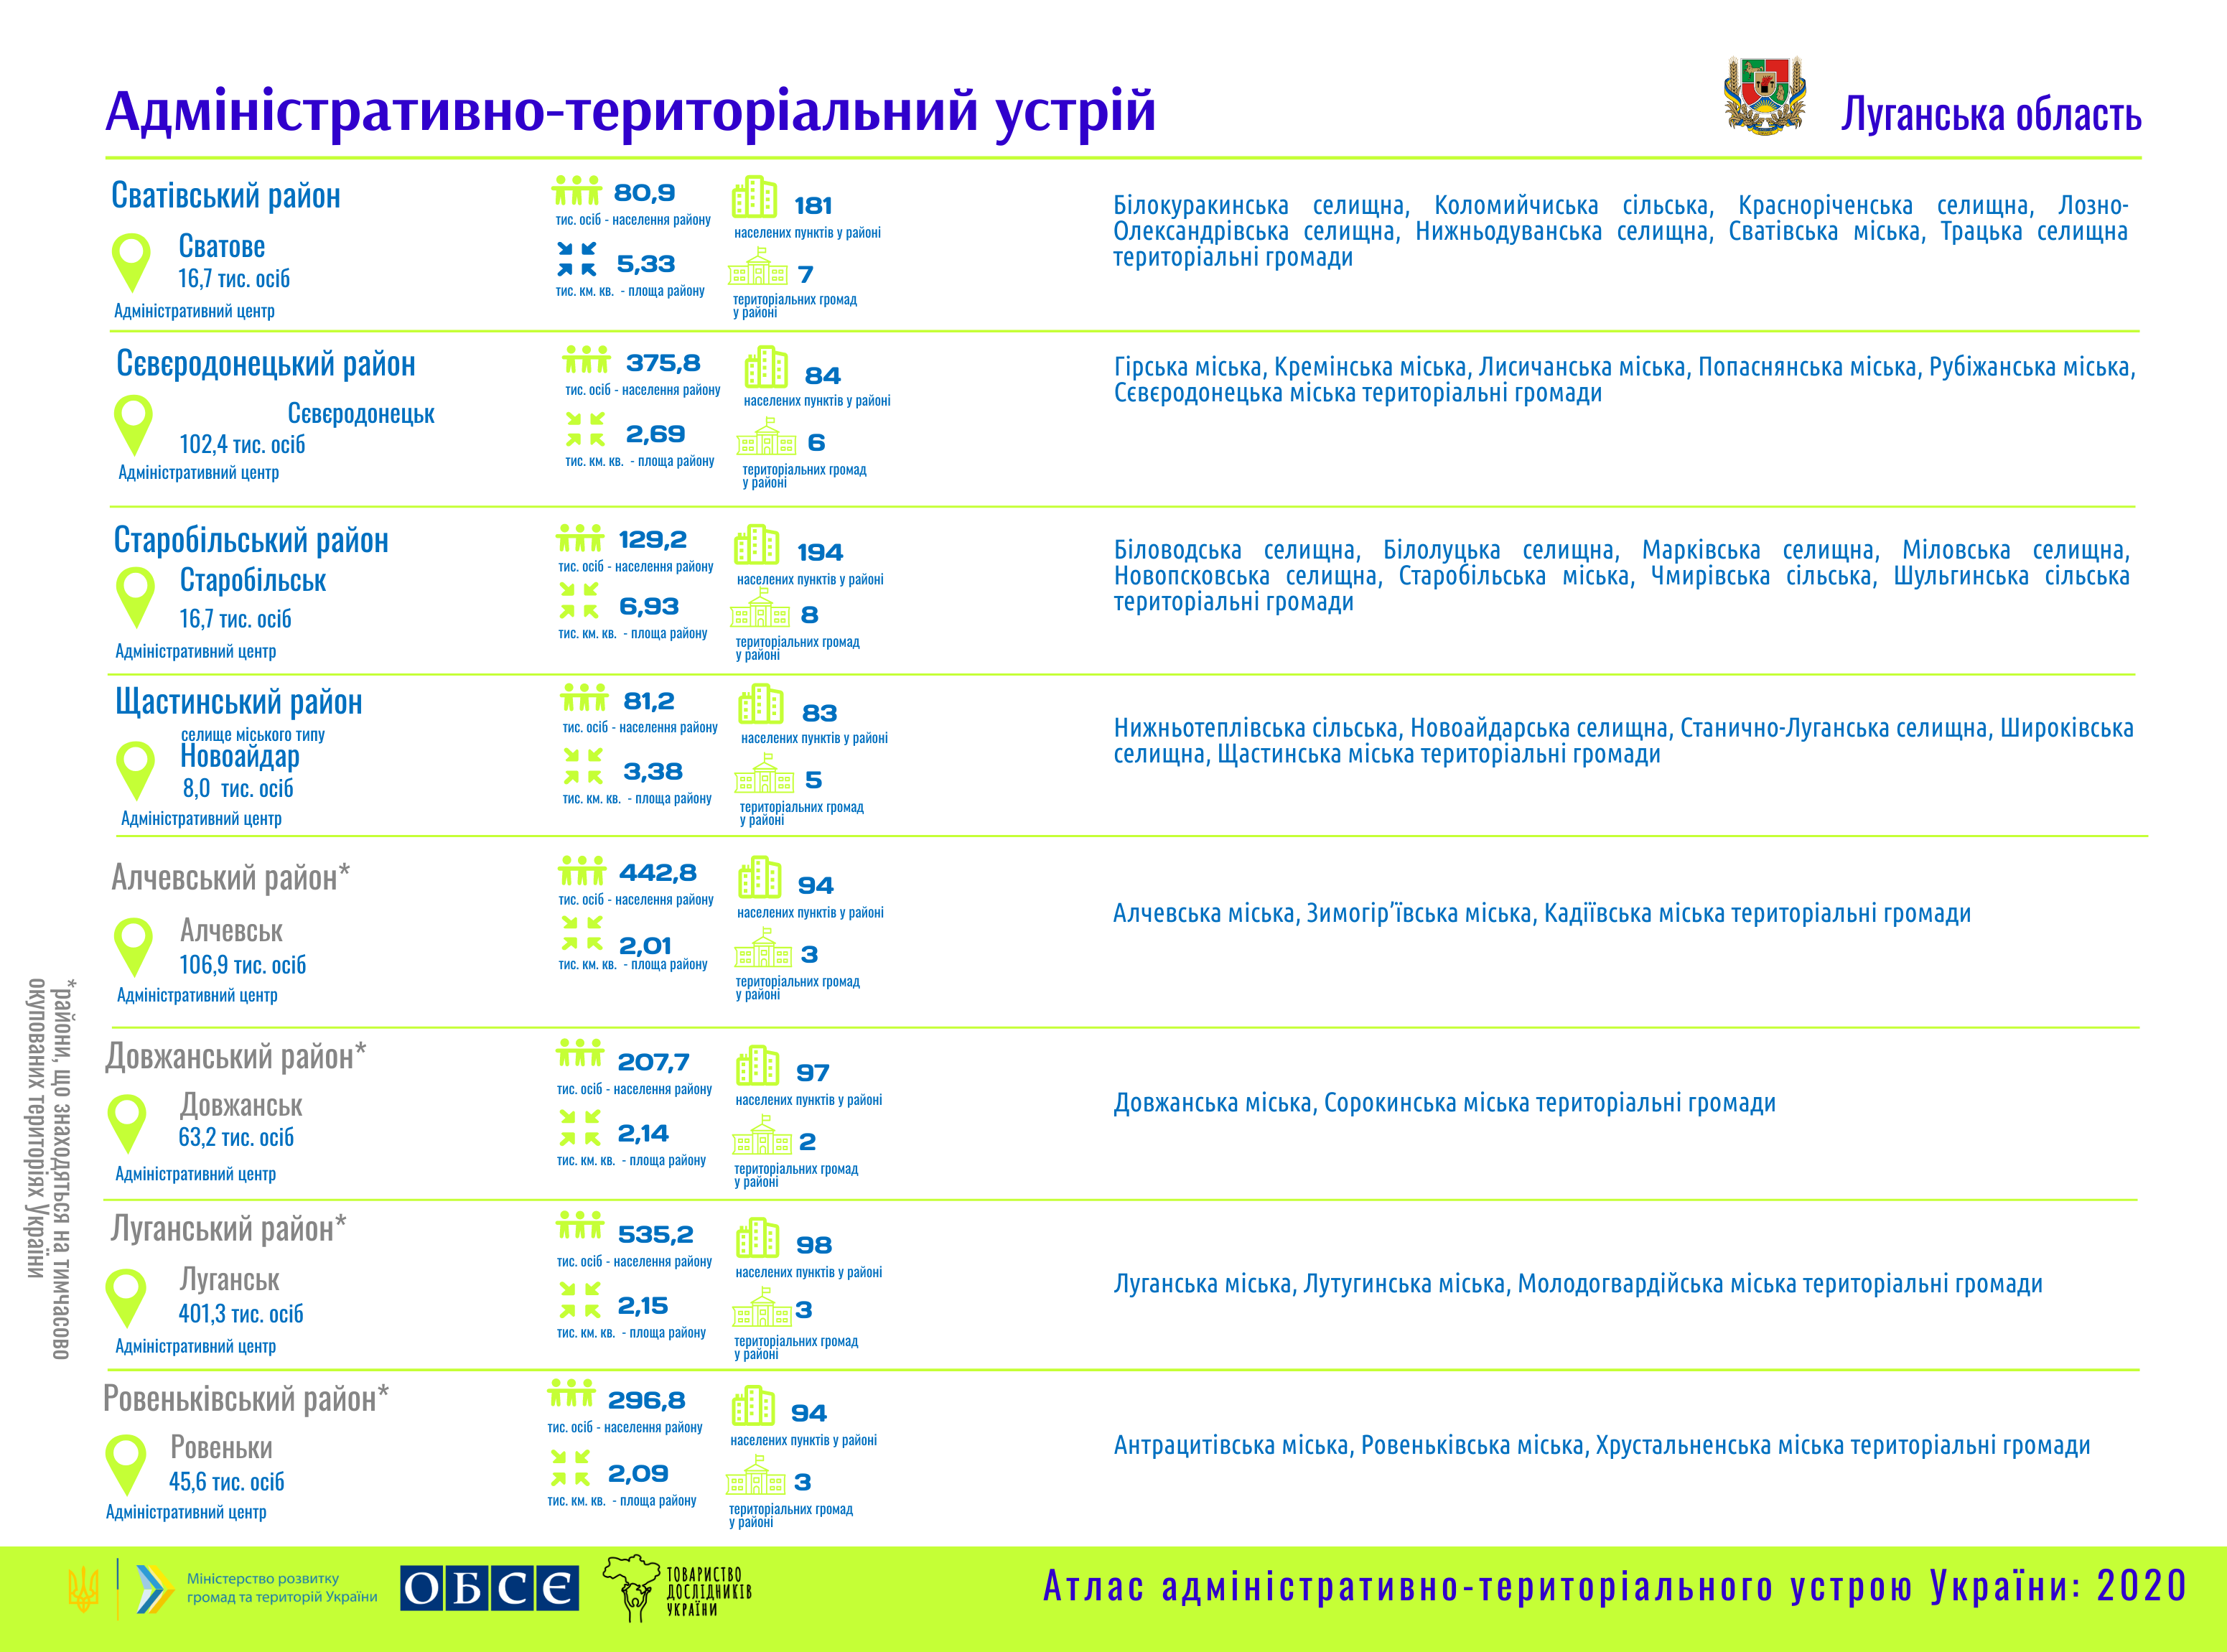 Адміністративно-територіальний устрій
Луганська область
Сватівський район
Сватове
16,7 тис. осіб
Адміністративний центр
80,9
тис. осіб - населення району
5,33
тис. км. кв. - площа району
181
населених пунктів у районі
7
територіальних громад
у районі
Білокуракинська селищна, Коломийчиська сільська, Красноріченська селищна, Лозно-
Олександрівська селищна, Нижньодуванська селищна, Сватівська міська, Трацька селищна
територіальні громади
Сєвєродонецький район
Сєвєродонецьк
102,4 тис. осіб
Адміністративний центр
375,8
тис. осіб - населення району
2,69
тис. км. кв. - площа району
84
населених пунктів у районі
6
територіальних громад
у районі
Гірська міська, Кремінська міська, Лисичанська міська, Попаснянська міська, Рубіжанська міська,
Сєвєродонецька міська територіальні громади
Старобільський район
Старобільськ
16,7 тис. осіб
Адміністративний центр
129,2
тис. осіб - населення району
6,93
тис. км. кв. - площа району
194
населених пунктів у районі
8
територіальних громад
у районі
Біловодська селищна, Білолуцька селищна, Марківська селищна, Міловська селищна,
Новопсковська селищна, Старобільська міська, Чмирівська сільська, Шульгинська сільська
територіальні громади
Щастинський район
селище міського типу
Новоайдар
8,0 тис. осіб
Адміністративний центр
81,2
тис. осіб - населення району
3,38
тис. км. кв. - площа району
83
населених пунктів у районі
5
територіальних громад
у районі
Нижньотеплівська сільська, Новоайдарська селищна, Станично-Луганська селищна, Широківська
селищна, Щастинська міська територіальні громади
Алчевський район*
Алчевськ
106,9 тис. осіб
Адміністративний центр
442,8
тис. осіб - населення району
2,01
тис. км. кв. - площа району
94
населених пунктів у районі
3
територіальних громад
у районі
Алчевська міська, Зимогір’ївська міська, Кадіївська міська територіальні громади
Довжанський район*
Довжанськ
63,2 тис. осіб
Адміністративний центр
207,7
тис. осіб - населення району
2,14
тис. км. кв. - площа району
97
населених пунктів у районі
2
територіальних громад
у районі
Довжанська міська, Сорокинська міська територіальні громади
Луганський район*
Луганськ
401,3 тис. осіб
Адміністративний центр
535,2
тис. осіб - населення району
2,15
тис. км. кв. - площа району
98
населених пунктів у районі
3
територіальних громад
у районі
Луганська міська, Лутугинська міська, Молодогвардійська міська територіальні громади
Ровеньківський район*
Ровеньки
45,6 тис. осіб
Адміністративний центр
296,8
тис. осіб - населення району
2,09
тис. км. кв. - площа району
94
населених пунктів у районі
3
територіальних громад
у районі
Антрацитівська міська, Ровеньківська міська, Хрустальненська міська територіальні громади
*райони, що знаходяться на тимчасово
окупованих територіях України
Міністерство розвитку
громад та територій України
ОБСЄ
ТОВАРИСТВО
ДОСЛІДНИКІВ
УКРАЇНИ
Атлас адміністративно-територіального устрою України: 2020